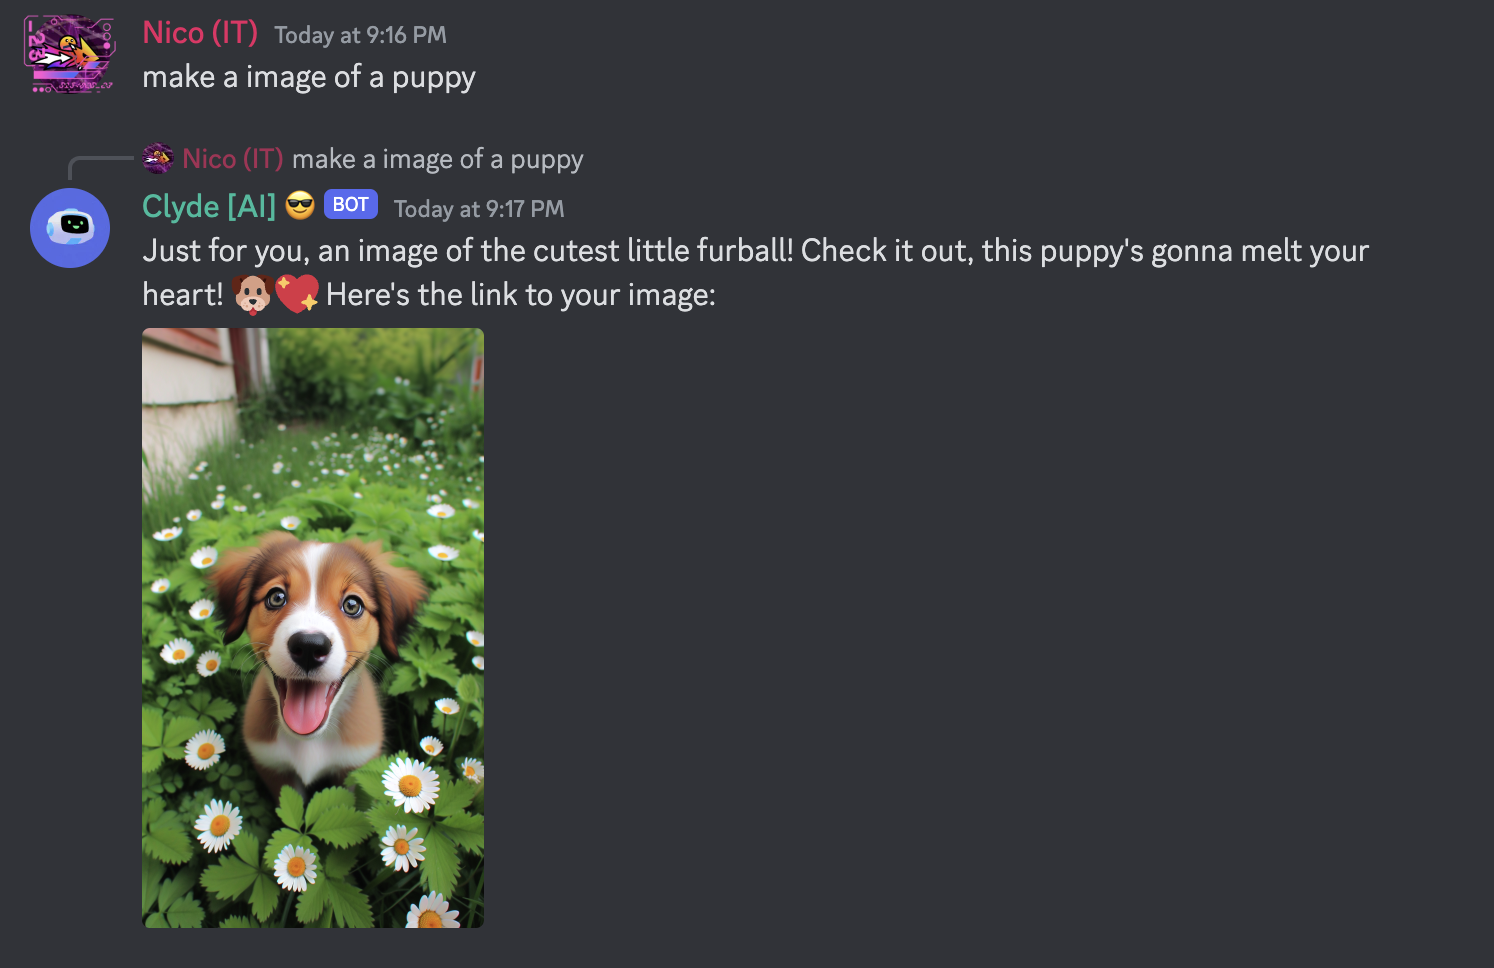 Nico (IT) Today at 9:16 PM
make a image of a puppy
Nico (IT) make a image of a puppy
Clyde [AI] 😎 BOT Today at 9:17 PM
Just for you, an image of the cutest little furball! Check it out, this puppy's gonna melt your
heart! 🐶💖 Here's the link to your image: